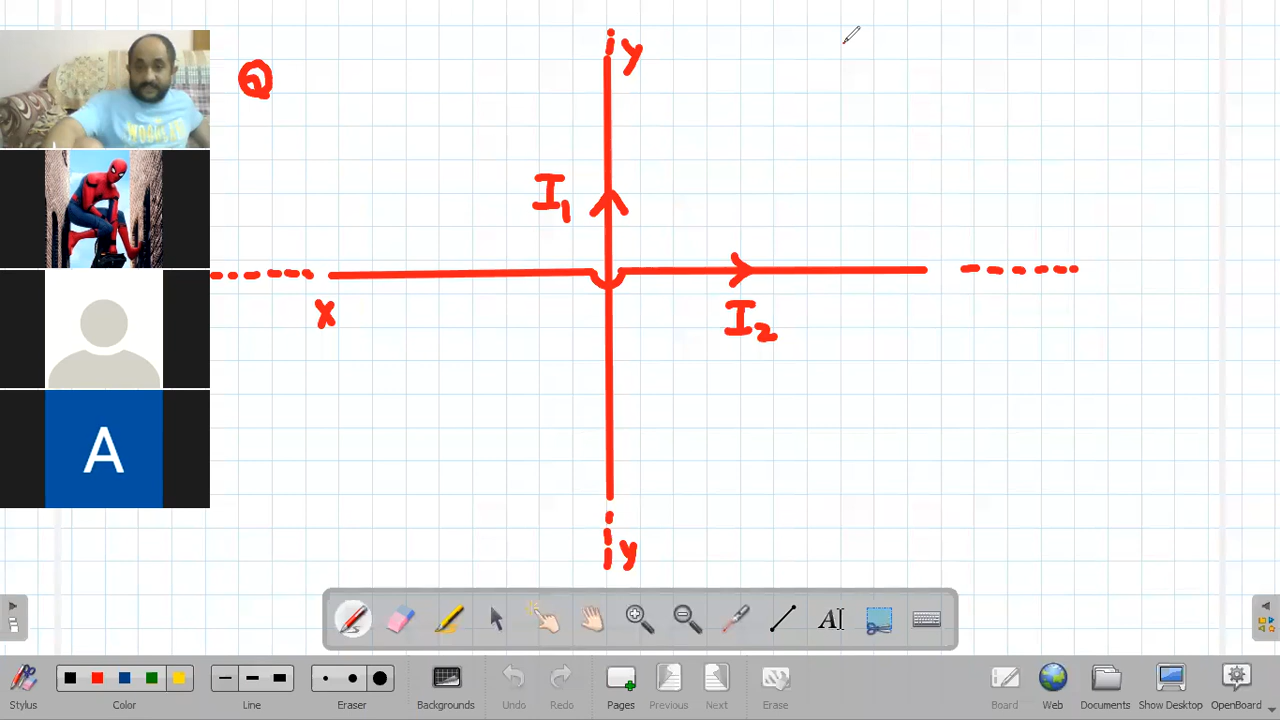 Q
y
I1
X
I2
y
A
Stylus
Color
Line
Eraser
Backgrounds
Undo
Redo
Pages
Previous
Next
Erase
Board
Web
Documents
Show Desktop
OpenBoard